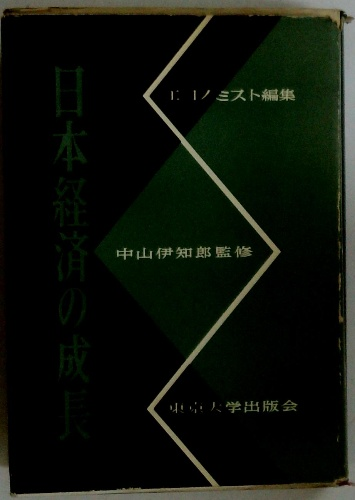 日本経済の成長
エコノミスト編集
中山伊知郎監修
東京大学出版会